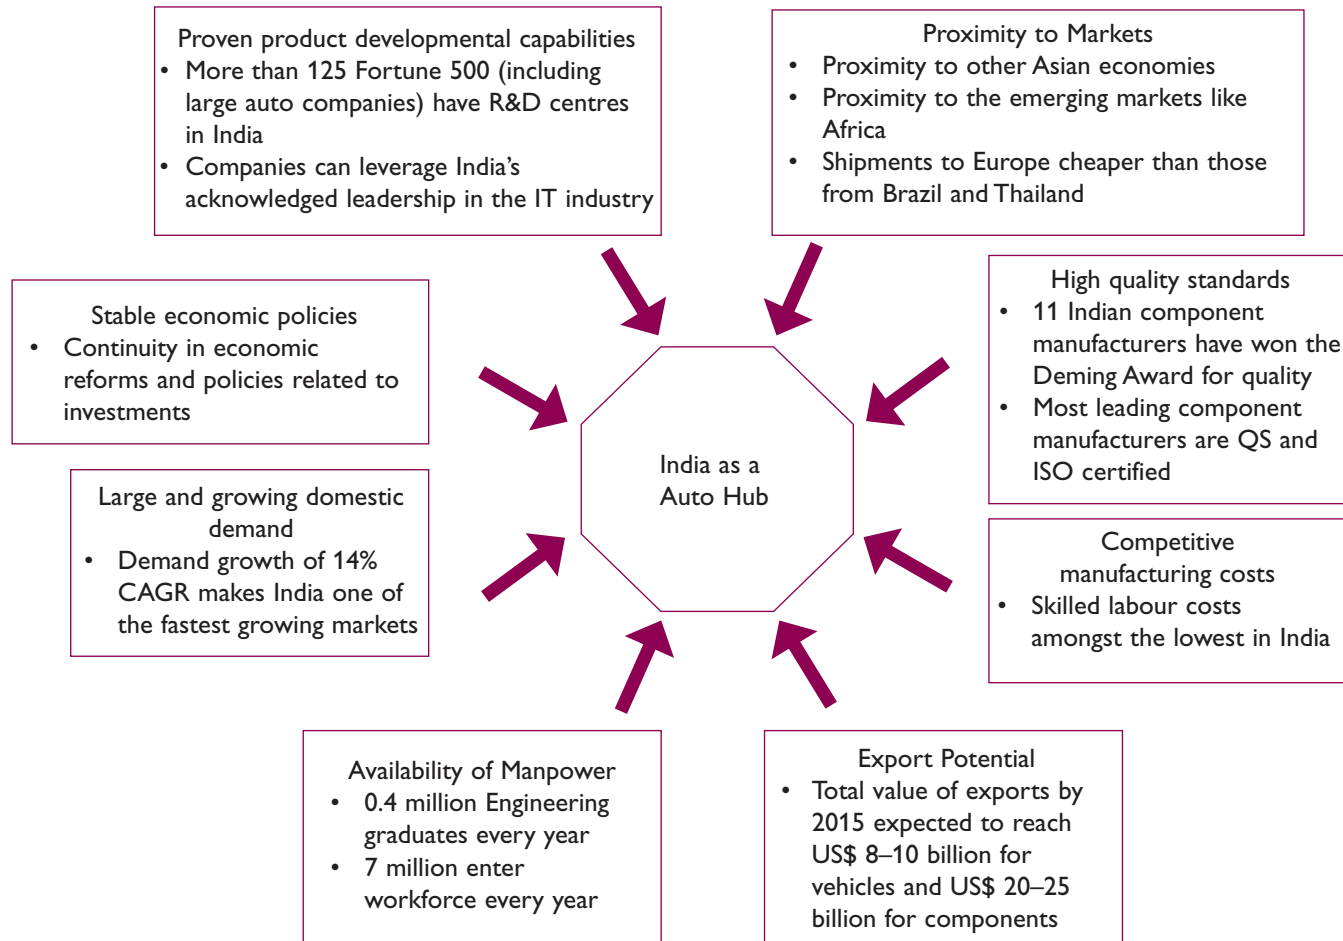 Proven product developmental capabilities
• More than 125 Fortune 500 (including
large auto companies) have R&D centres
in India
• Companies can leverage India's
acknowledged leadership in the IT industry
Proximity to Markets
• Proximity to other Asian economies
• Proximity to the emerging markets like
Africa
• Shipments to Europe cheaper than those
from Brazil and Thailand
Stable economic policies
• Continuity in economic
reforms and policies related to
investments
High quality standards
• 11 Indian component
manufacturers have won the
Deming Award for quality
• Most leading component
manufacturers are QS and
ISO certified
India as a
Auto Hub
Large and growing domestic
demand
• Demand growth of 14%
CAGR makes India one of
the fastest growing markets
Competitive
manufacturing costs
• Skilled labour costs
amongst the lowest in India
Availability of Manpower
• 0.4 million Engineering
graduates every year
• 7 million enter
workforce every year
Export Potential
• Total value of exports by
2015 expected to reach
US$ 8–10 billion for
vehicles and US$ 20–25
billion for components